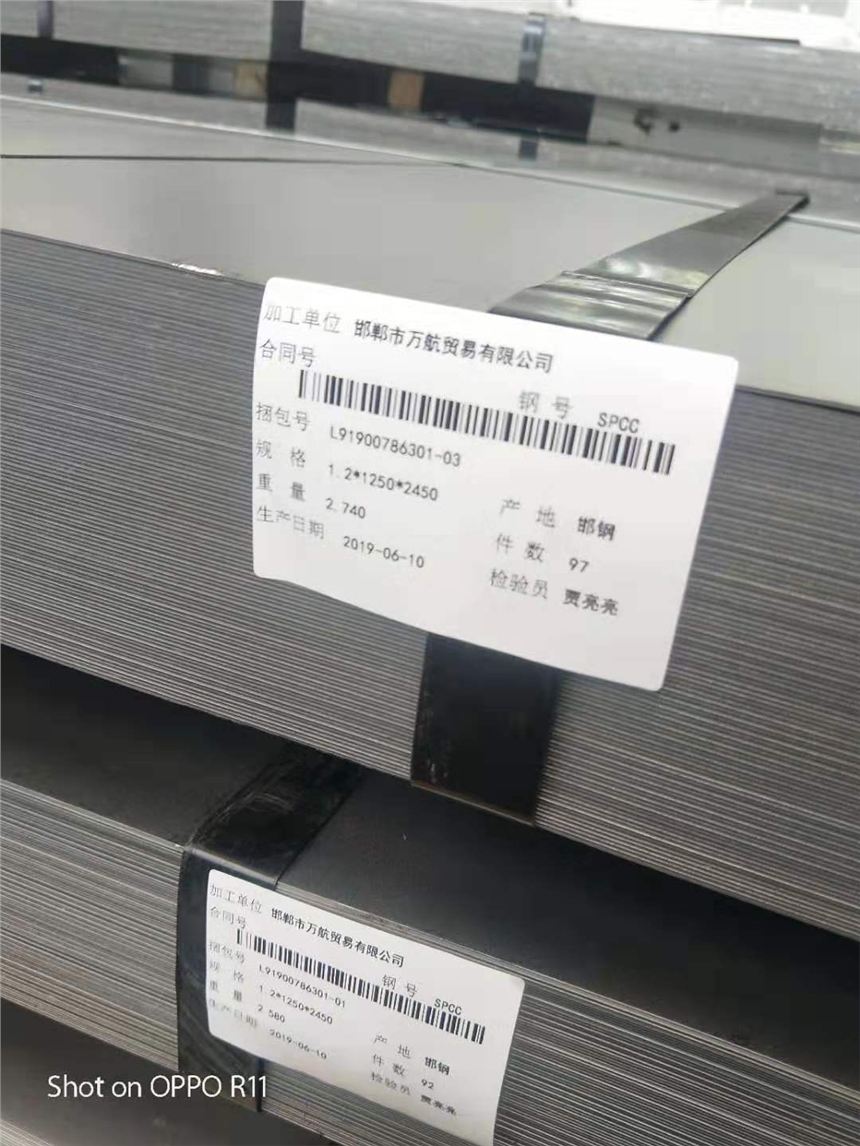 加工单位 邯郸市万航贸易有限公司
合同号
钢号 SPCC
捆包号 L91900786301-03
规格 1.2*1250*2450
产地 邯钢
重量 2.740
件数 97
生产日期 2019-06-10
检验员 贾亮亮
加工单位 邯郸市万航贸易有限公司
合同号
钢号 SPCC
捆包号 L91900786301-01
规格 1.2*1250*2450
产地 邯钢
重量 2.580
件数 92
生产日期 2019-06-10
检验员 贾亮亮
Shot on OPPO R11